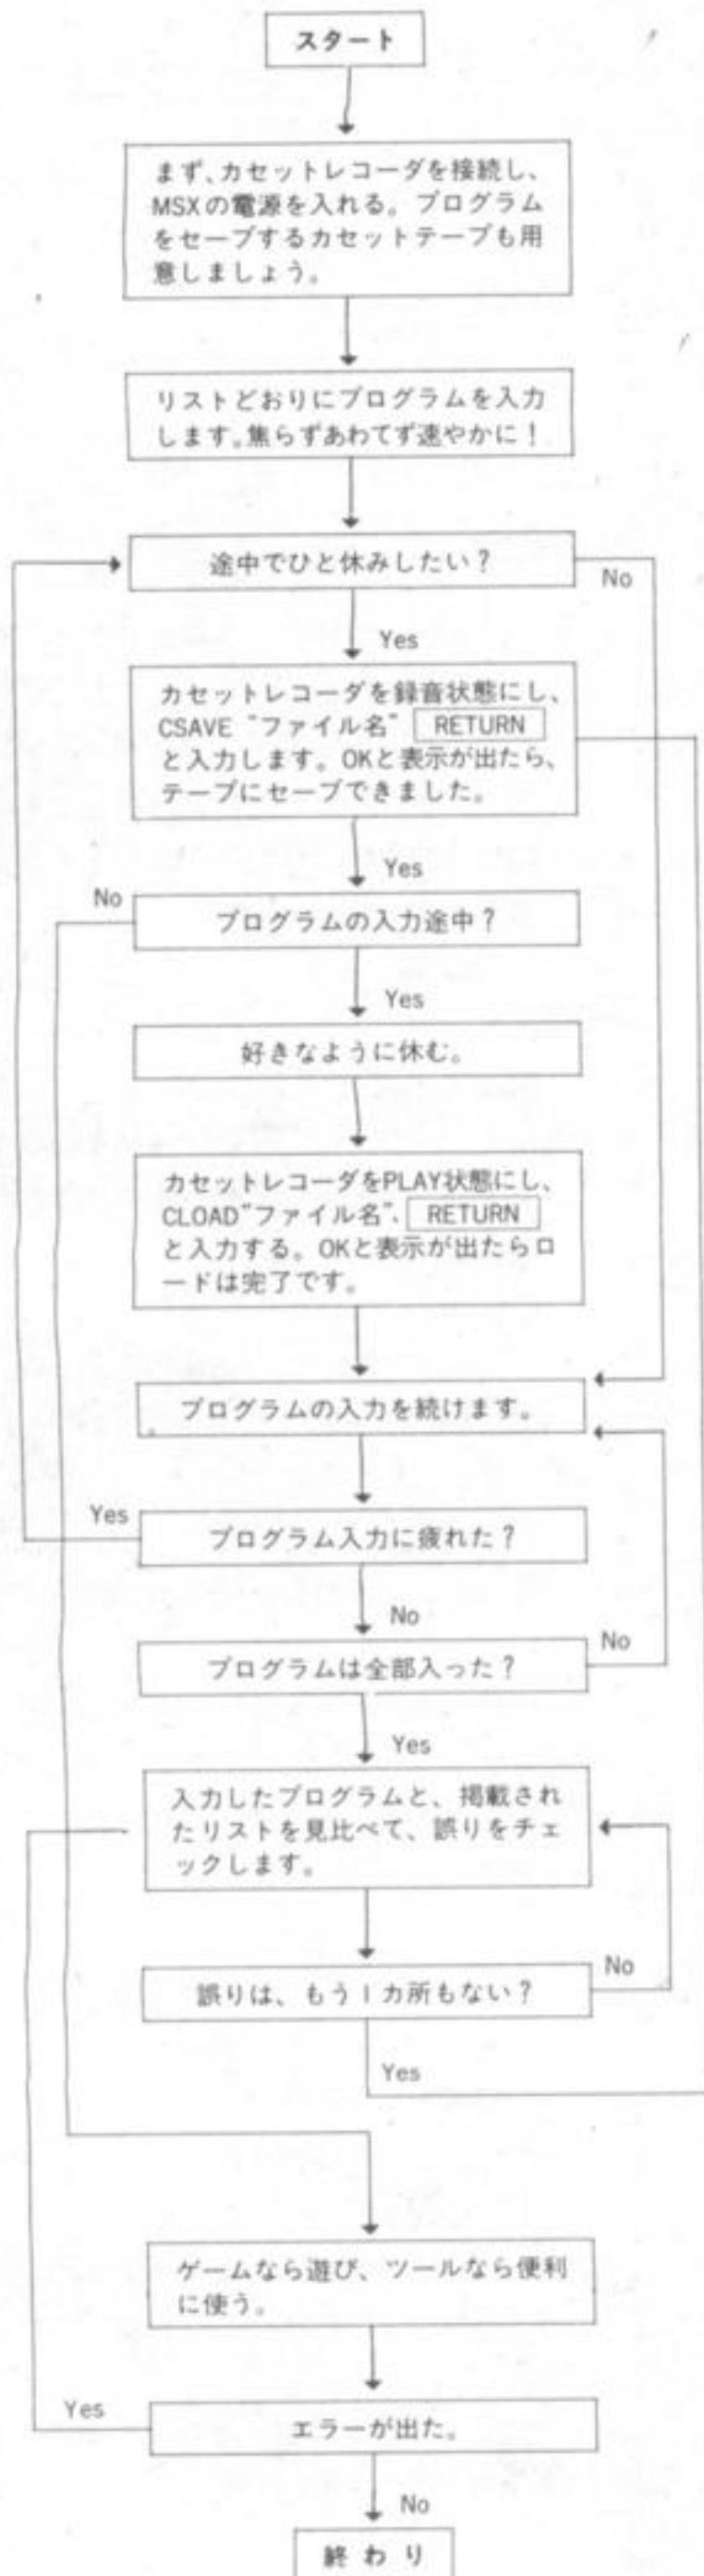 スタート
まず、カセットレコーダを接続し、
MSXの電源を入れる。プログラム
をセーブするカセットテープも用
意しましょう。
リストどおりにプログラムを入力
します。焦らずあわてず速やかに!
途中でひと休みしたい?
No
Yes
カセットレコーダを録音状態にし、
CSAVE "ファイル名" RETURN
と入力します。OKと表示が出たら、
テープにセーブできました。
Yes
No
プログラムの入力途中?
Yes
好きなように休む。
カセットレコーダをPLAY状態にし、
CLOAD"ファイル名"、RETURN
と入力する。OKと表示が出たらロ
ードは完了です。
プログラムの入力を続けます。
Yes
プログラム入力に疲れた?
No
No
プログラムは全部入った?
Yes
入力したプログラムと、掲載され
たリストを見比べて、誤りをチェ
ックします。
No
誤りは、もう1カ所もない?
Yes
ゲームなら遊び、ツールなら便利
に使う。
Yes
エラーが出た。
No
終わり